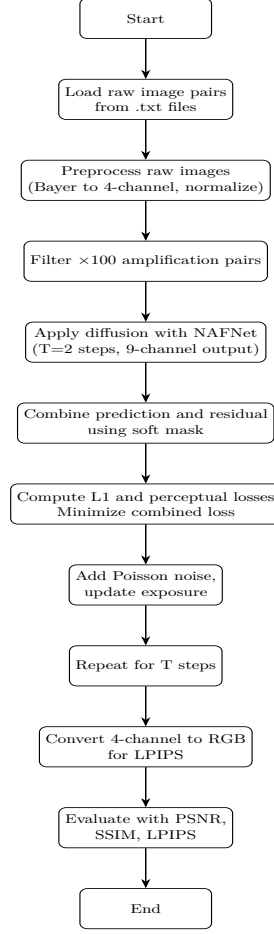 Start
Load raw image pairs
from .txt files
Preprocess raw images
(Bayer to 4-channel, normalize)
Filter ×100 amplification pairs
Apply diffusion with NAFNet
(T=2 steps, 9-channel output)
Combine prediction and residual
using soft mask
Compute L1 and perceptual losses
Minimize combined loss
Add Poisson noise,
update exposure
Repeat for T steps
Convert 4-channel to RGB
for LPIPS
Evaluate with PSNR,
SSIM, LPIPS
End